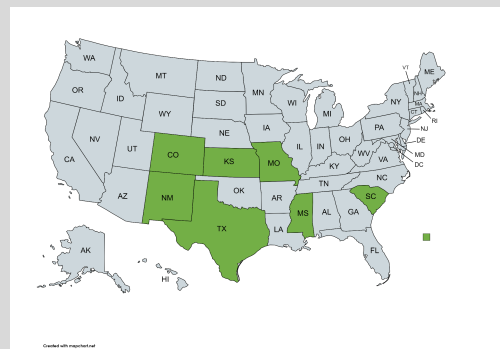 WA
MT
ND
MN
VT
ME
OR
ID
SD
WI
MI
NH
NY
MA
CT
RI
WY
NE
IA
PA
NJ
NV
UT
CO
KS
MO
IL
IN
OH
WV
VA
DE
MD
DC
CA
KY
AZ
NM
OK
AR
TN
NC
SC
TX
LA
MS
AL
GA
FL
AK
HI
Created with mapchart.net